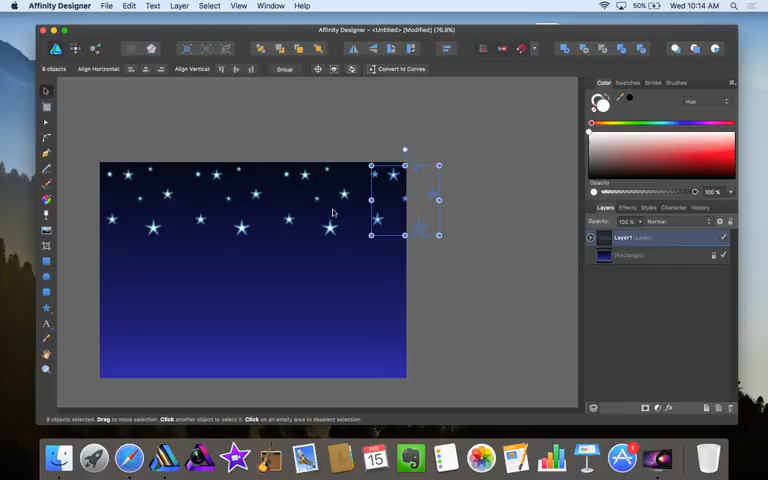 Affinity Designer File Edit Text Layer Select View Window Help 50% Wed 10:14 AM
Affinity Designer - <Untitled> [Modified] (76.9%)
8 objects Align Horizontal: Align Vertical: Group Convert to Curves
Color Swatches Stroke Brushes
Hue
Opacity
100 %
Layers Effects Styles Character History
Opacity: 100 % Normal
Layer1 (Layer)
(Rectangle)
8 objects selected. Drag to move selection. Click another object to select it. Click on an empty area to deselect selection.
FEB
15
1